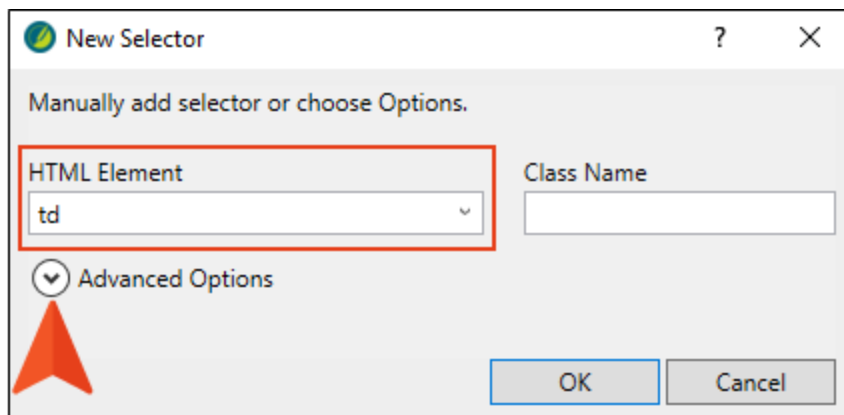 New Selector
?
Manually add selector or choose Options.
HTML Element
Class Name
td
Advanced Options
OK
Cancel